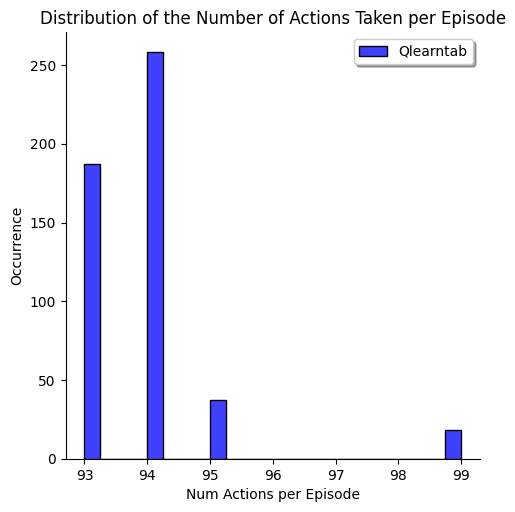 Distribution of the Number of Actions Taken per Episode
Qlearntab
Occurrence
250
200
150
100
50
0
93 94 95 96 97 98 99
Num Actions per Episode